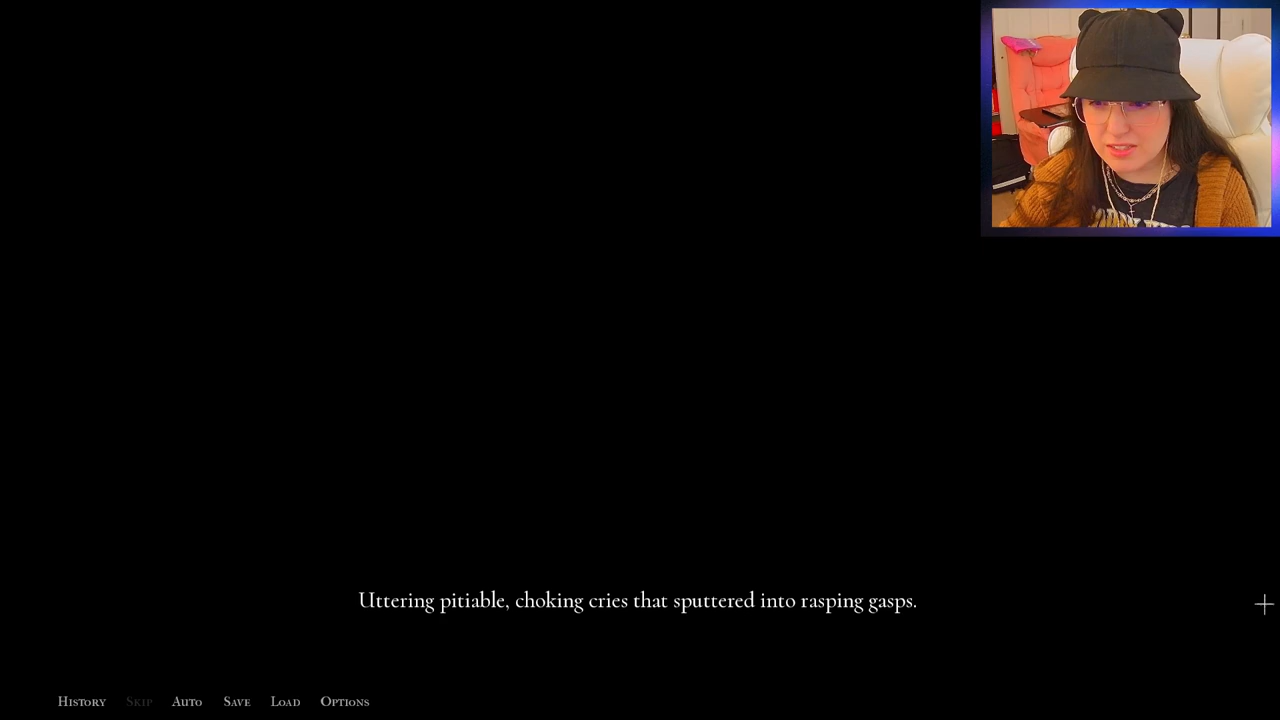 Uttering pitiable, choking cries that sputtered into rasping gasps.
History Skip Auto Save Load Options